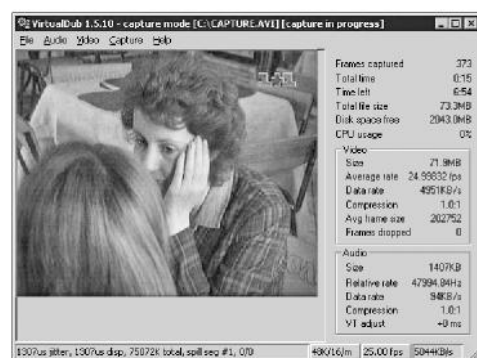 VirtualDub 1.5.10 - capture mode [C:\CAPTURE.AVI] [capture in progress]
File Audio Video Capture Help
Frames captured 373
Total time 0:15
Time left 6:54
Total file size 73.3MB
Disk space free 2043.0MB
CPU usage 0%
Video
Size 71.9MB
Average rate 24.99832 fps
Data rate 4951KB/s
Compression 1.0:1
Avg frame size 202752
Frames dropped 0
Audio
Size 1407KB
Relative rate 47994.84Hz
Data rate 94KB/s
Compression 1.0:1
VT adjust +0 ms
1307us jitter, 1307us disp, 75072K total, spill seg #1, 0/0 48K/16/m 25.00 fps 5044KB/s